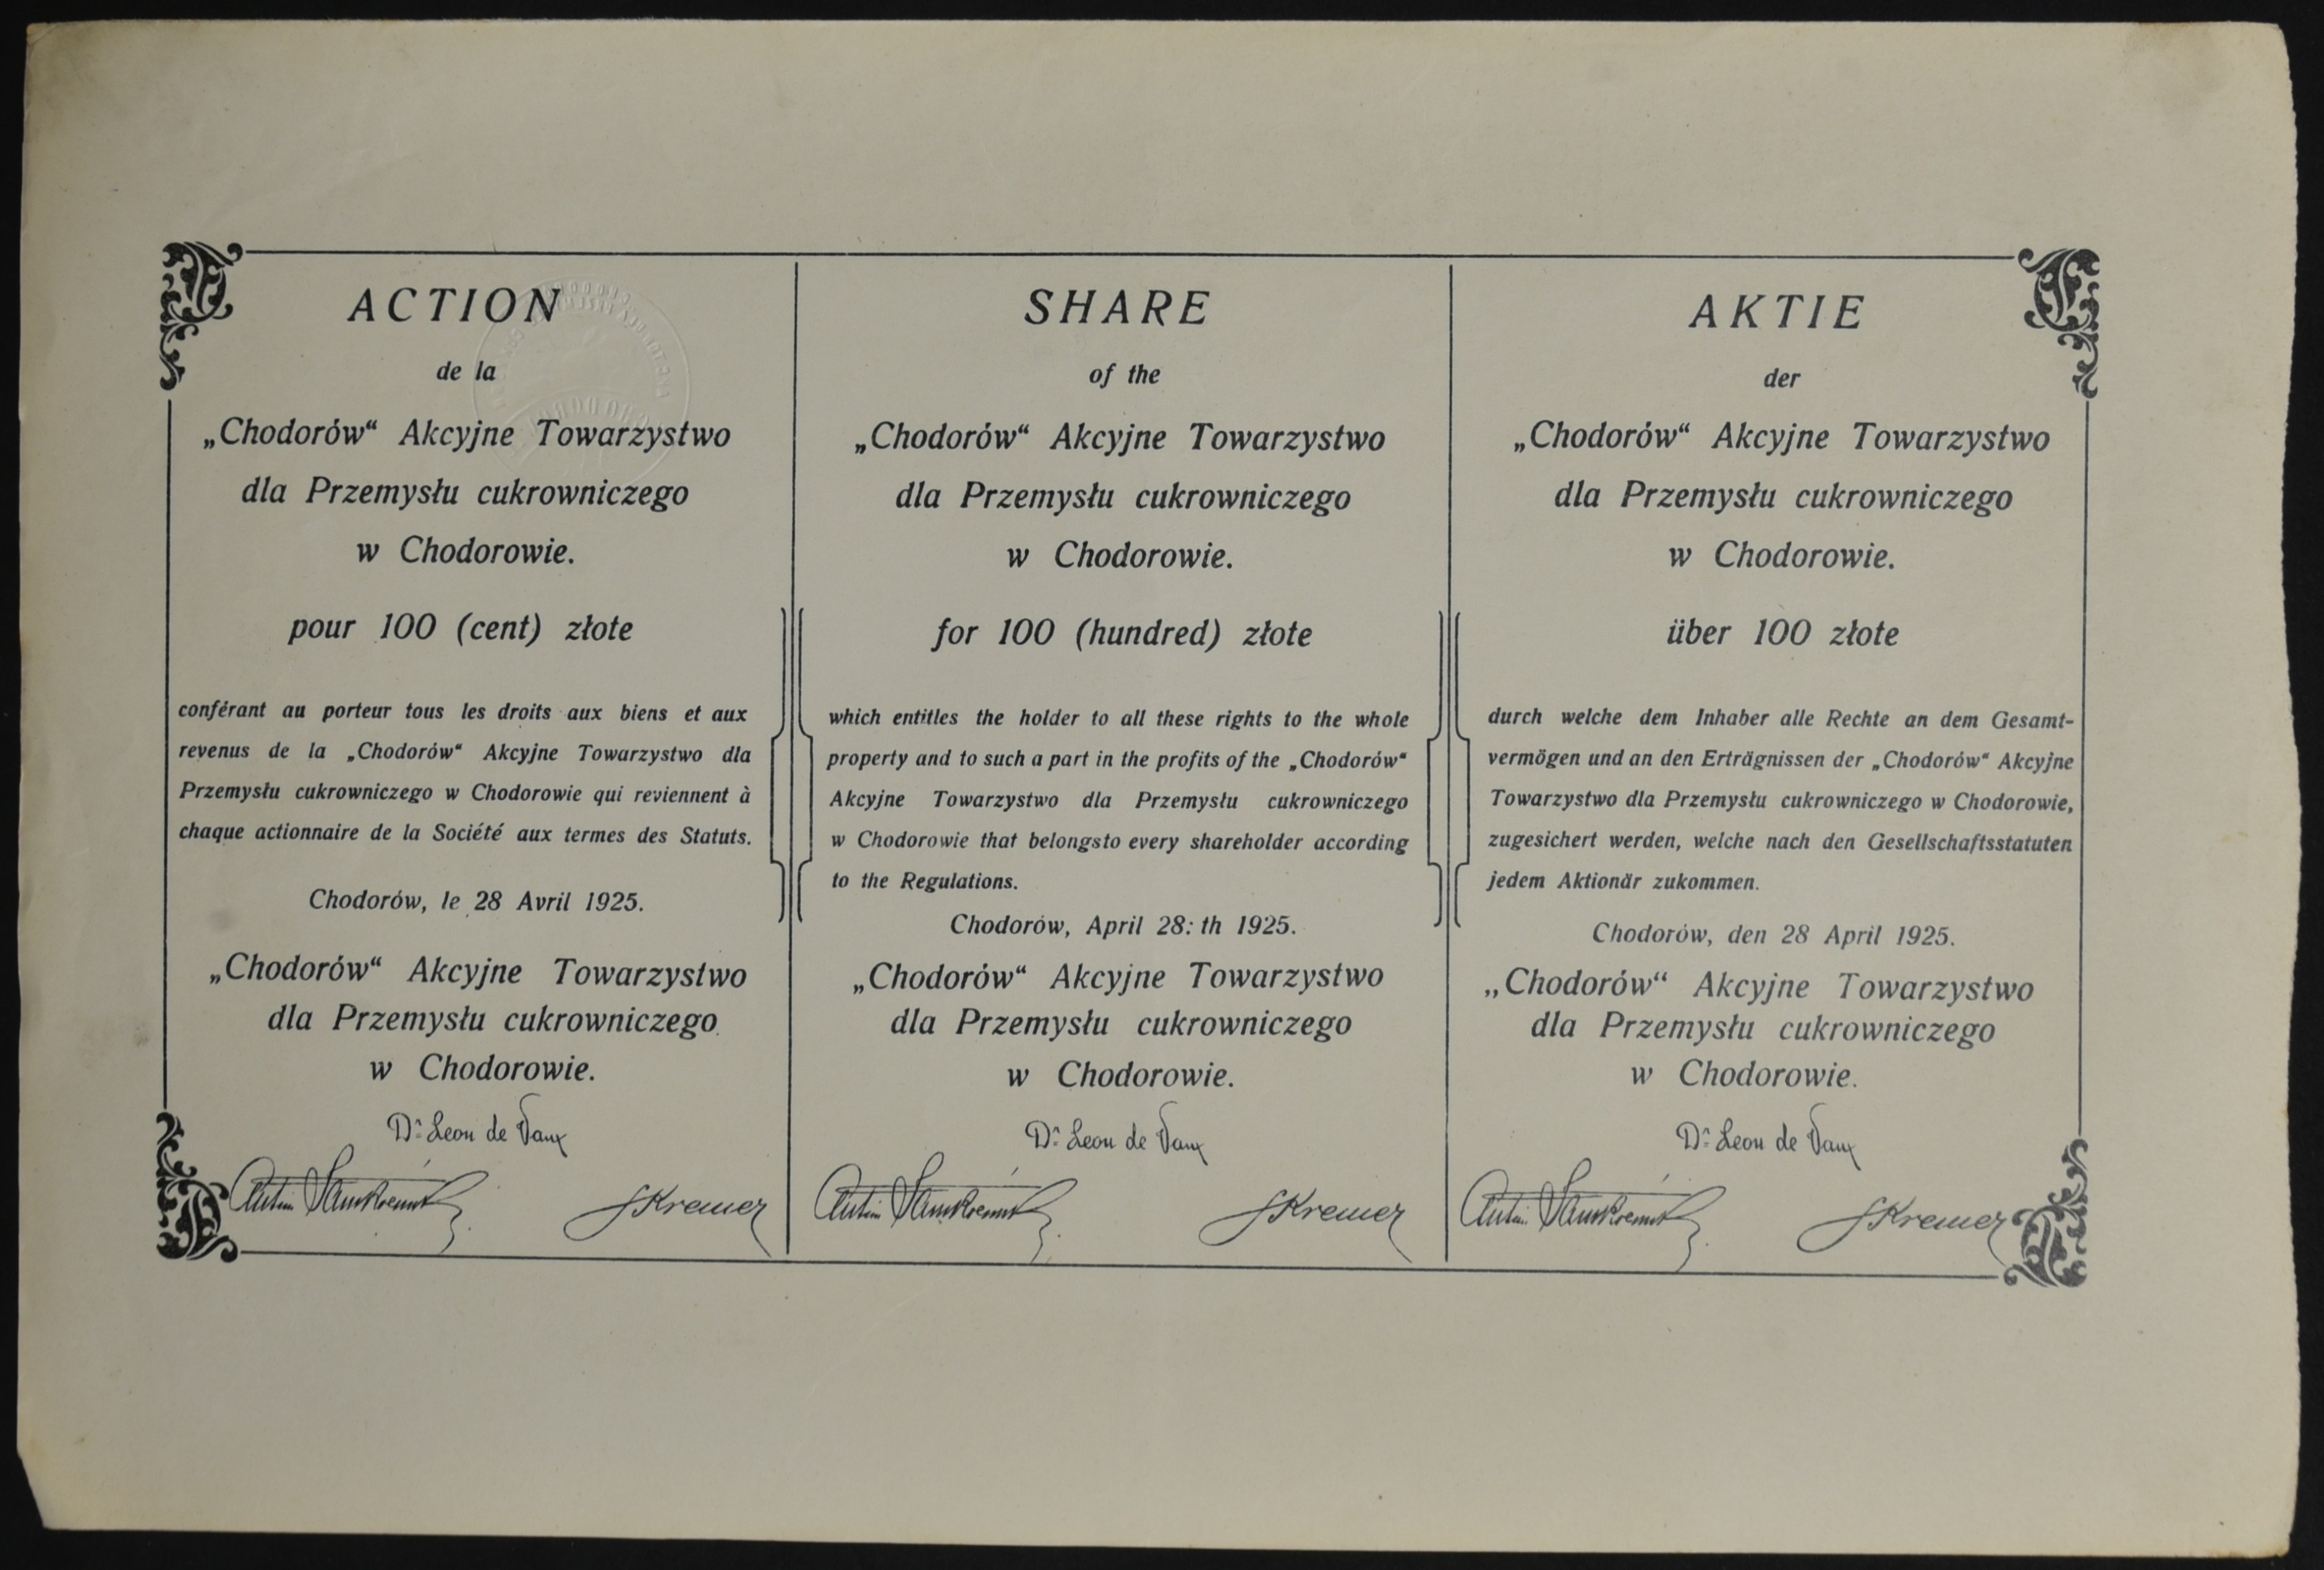 ACTION
de la
„Chodorów“ Akcyjne Towarzystwo
dla Przemysłu cukrowniczego
w Chodorowie.
pour 100 (cent) złote
conférant au porteur tous les droits aux biens et aux
revenus de la „Chodorów“ Akcyjne Towarzystwo dla
Przemysłu cukrowniczego w Chodorowie qui reviennent à
chaque actionnaire de la Société aux termes des Statuts.
Chodorów, le 28 Avril 1925.
„Chodorów“ Akcyjne Towarzystwo
dla Przemysłu cukrowniczego
w Chodorowie.
Dr Leon de Vaux
Kremer
SHARE
of the
„Chodorów“ Akcyjne Towarzystwo
dla Przemysłu cukrowniczego
w Chodorowie.
for 100 (hundred) złote
which entitles the holder to all these rights to the whole
property and to such a part in the profits of the „Chodorów“
Akcyjne Towarzystwo dla Przemysłu cukrowniczego
w Chodorowie that belongsto every shareholder according
to the Regulations.
Chodorów, April 28: th 1925.
„Chodorów“ Akcyjne Towarzystwo
dla Przemysłu cukrowniczego
w Chodorowie.
Dr Leon de Vaux
Kremer
AKTIE
der
„Chodorów“ Akcyjne Towarzystwo
dla Przemysłu cukrowniczego
w Chodorowie.
über 100 złote
durch welche dem Inhaber alle Rechte an dem Gesamt-
vermögen und an den Erträgnissen der „Chodorów“ Akcyjne
Towarzystwo dla Przemysłu cukrowniczego w Chodorowie,
zugesichert werden, welche nach den Gesellschaftsstatuten
jedem Aktionär zukommen.
Chodorów, den 28 April 1925.
„Chodorów“ Akcyjne Towarzystwo
dla Przemysłu cukrowniczego
w Chodorowie.
Dr Leon de Vaux
Kremer